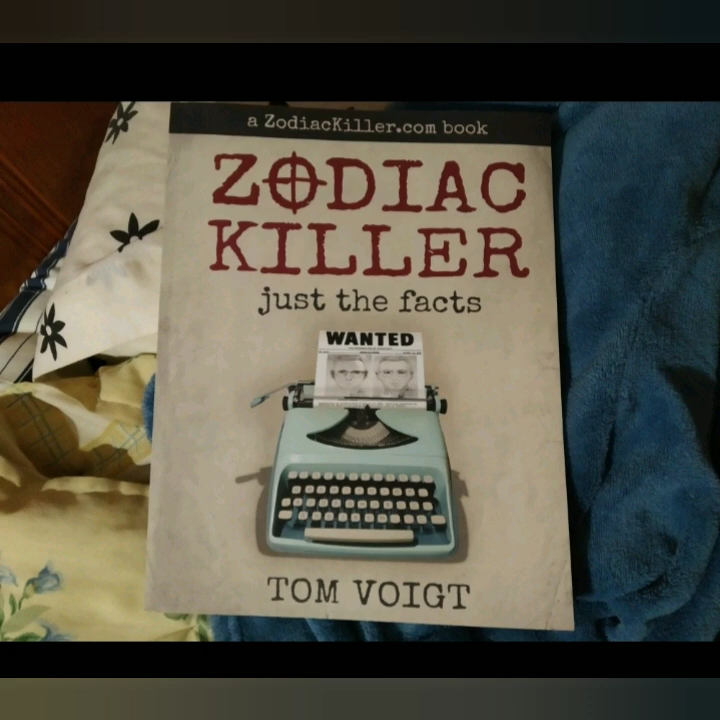 a ZodiacKiller.com book
ZODIAC
KILLER
just the facts
WANTED
TOM VOIGT